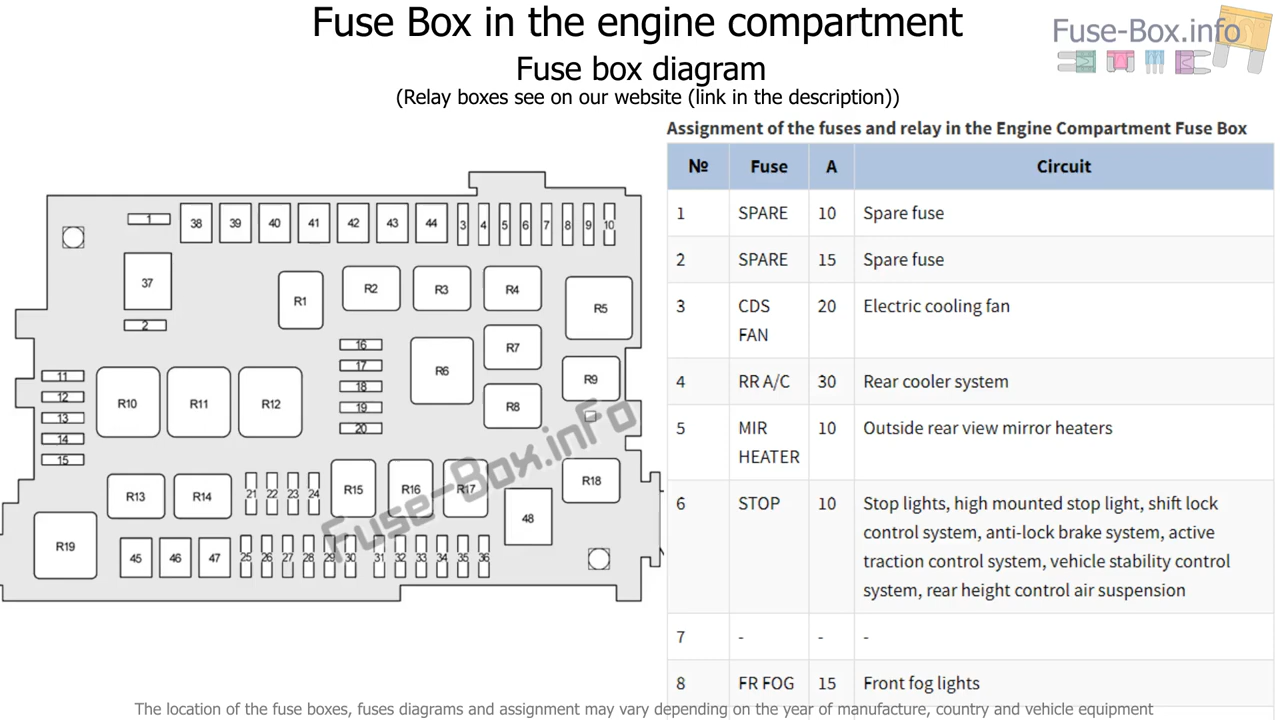 Fuse Box in the engine compartment
Fuse box diagram
(Relay boxes see on our website (link in the description))
Fuse-Box.info
1 38 39 40 41 42 43 44 3 4 5 6 7 8 9 10
37 R1 R2 R3 R4 R5
2
16 R6 R7
17
11 R10 R11 R12 18 R9
12 19 R8
13 20
14
15
R13 R14 21 22 23 24 R15 R16 R17 R18
48
R19 45 46 47 25 26 27 28 29 30 31 32 33 34 35 36
Fuse-Box.inFo
Assignment of the fuses and relay in the Engine Compartment Fuse Box
№ Fuse A Circuit
1 SPARE 10 Spare fuse
2 SPARE 15 Spare fuse
3 CDS 20 Electric cooling fan
FAN
4 RR A/C 30 Rear cooler system
5 MIR 10 Outside rear view mirror heaters
HEATER
6 STOP 10 Stop lights, high mounted stop light, shift lock
control system, anti-lock brake system, active
traction control system, vehicle stability control
system, rear height control air suspension
7 - - -
8 FR FOG 15 Front fog lights
The location of the fuse boxes, fuses diagrams and assignment may vary depending on the year of manufacture, country and vehicle equipment